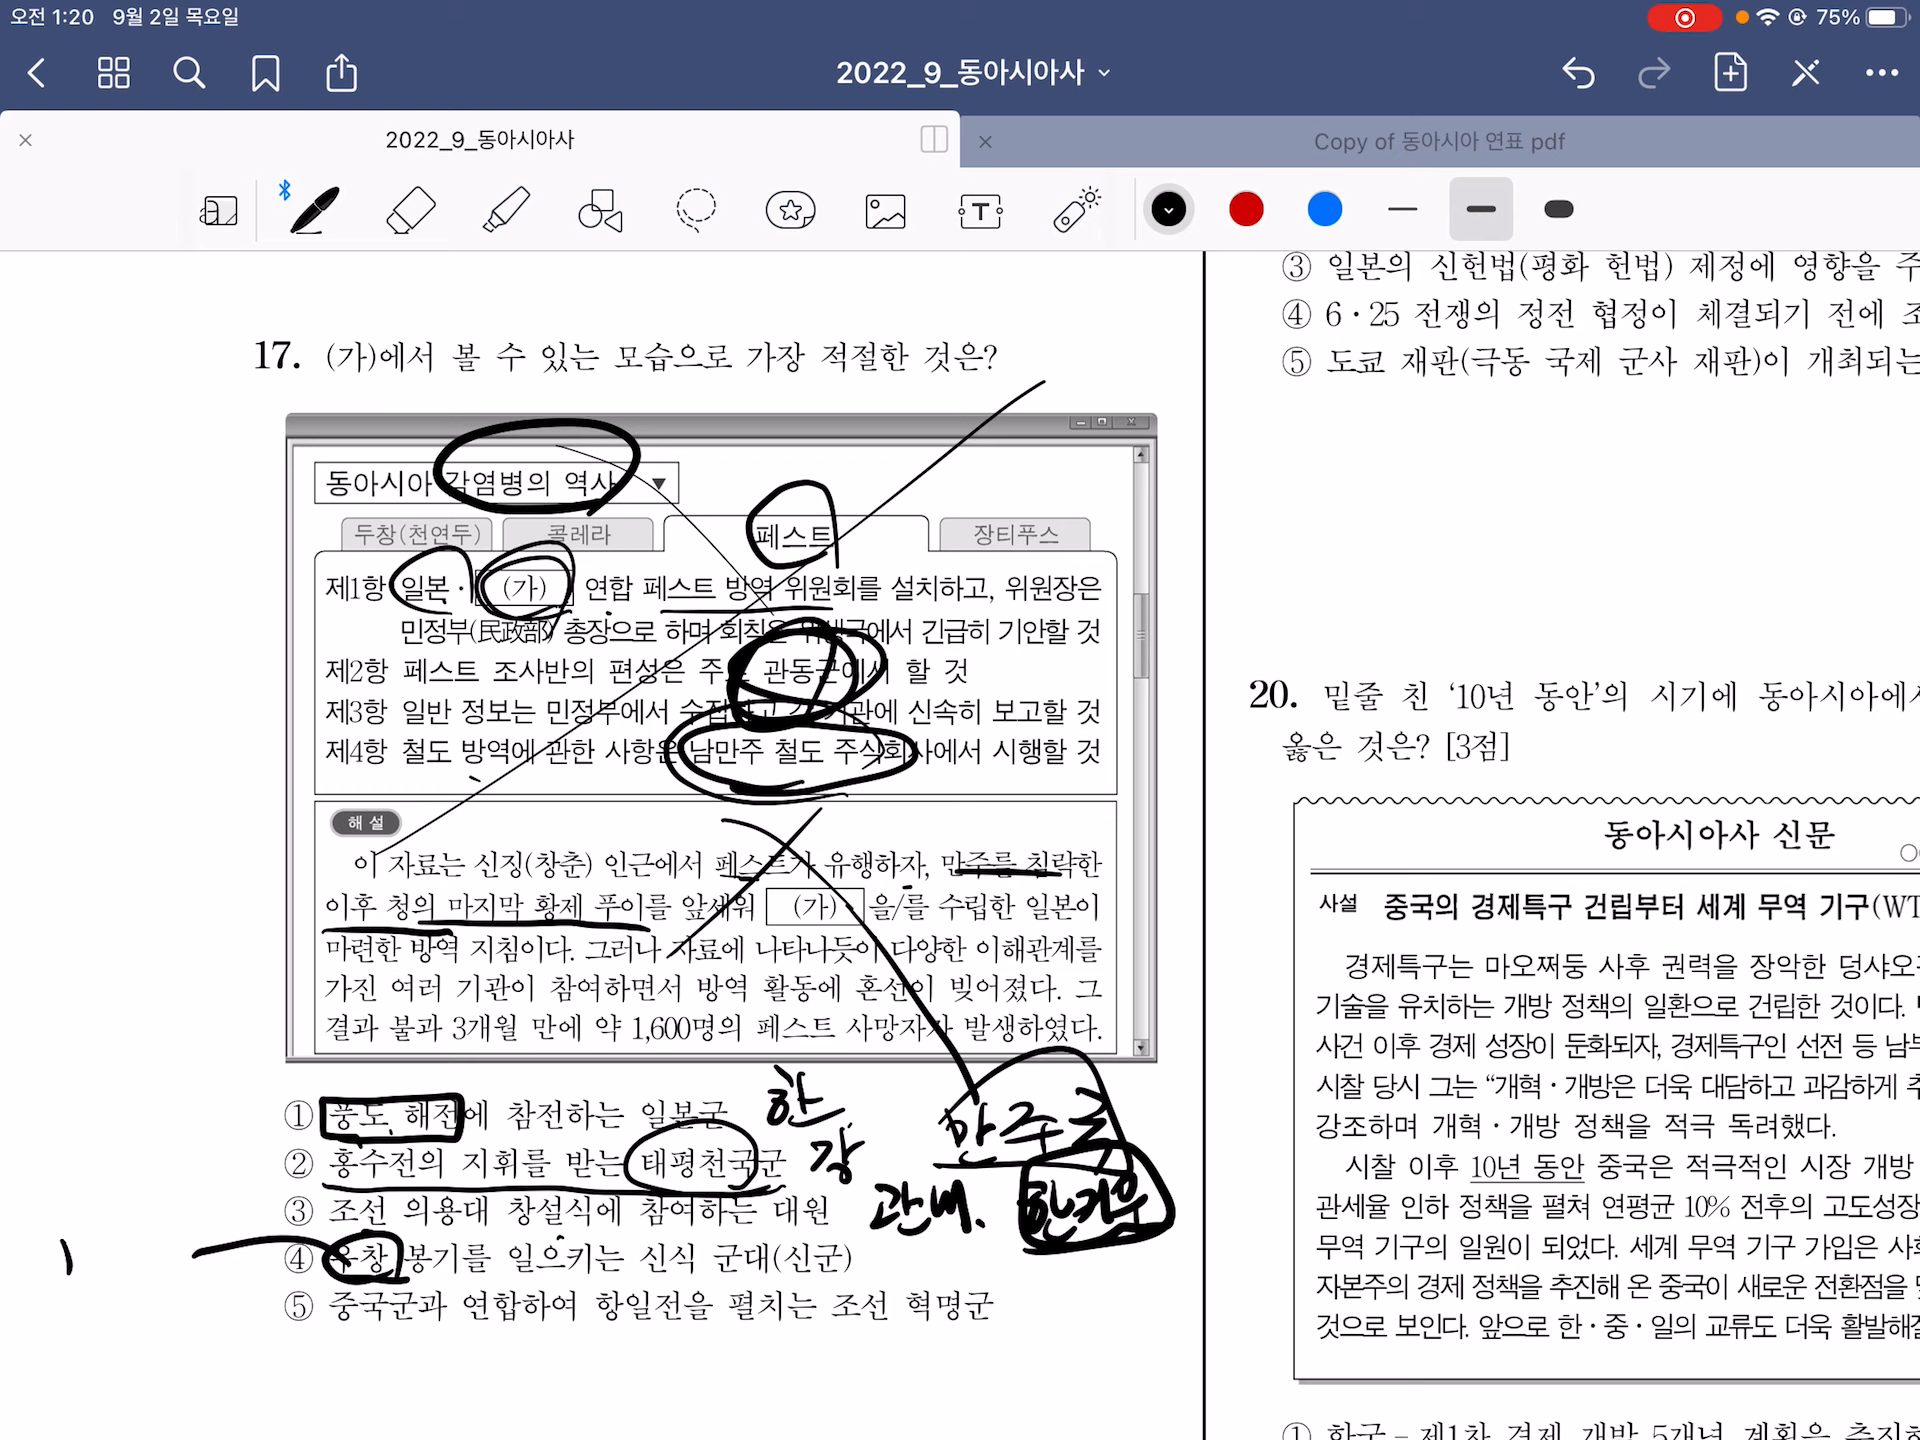 오전 1:20 9월 2일 목요일
75%
2022_9_동아시아사
2022_9_동아시아사
Copy of 동아시아 연표 pdf
17. (가)에서 볼 수 있는 모습으로 가장 적절한 것은?
동아시아 감염병의 역사 ▼
두창(천연두) 콜레라 페스트 장티푸스
제1항 일본·(가) 연합 페스트 방역 위원회를 설치하고, 위원장은
민정부(民政部) 총장으로 하며 회칙은 위생국에서 긴급히 기안할 것
제2항 페스트 조사반의 편성은 주로 관동군에서 할 것
제3항 일반 정보는 민정부에서 수집하고 각 기관에 신속히 보고할 것
제4항 철도 방역에 관한 사항은 남만주 철도 주식회사에서 시행할 것
해설
이 자료는 신징(창춘) 인근에서 페스트가 유행하자, 만주를 침략한
이후 청의 마지막 황제 푸이를 앞세워 (가) 을/를 수립한 일본이
마련한 방역 지침이다. 그러나 자료에 나타나듯이 다양한 이해관계를
가진 여러 기관이 참여하면서 방역 활동에 혼선이 빚어졌다. 그
결과 불과 3개월 만에 약 1,600명의 페스트 사망자가 발생하였다.
① 풍도 해전에 참전하는 일본군
② 홍수전의 지휘를 받는 태평천국군
③ 조선 의용대 창설식에 참여하는 대원
④ 우창 봉기를 일으키는 신식 군대(신군)
⑤ 중국군과 연합하여 항일전을 펼치는 조선 혁명군
한
만주국
관내.
한커우
③ 일본의 신헌법(평화 헌법) 제정에 영향을 주
④ 6·25 전쟁의 정전 협정이 체결되기 전에 조
⑤ 도쿄 재판(극동 국제 군사 재판)이 개최되는
20. 밑줄 친 '10년 동안'의 시기에 동아시아에서
옳은 것은? [3점]
동아시아사 신문
사설 중국의 경제특구 건립부터 세계 무역 기구(WT
경제특구는 마오쩌둥 사후 권력을 장악한 덩샤오
기술을 유치하는 개방 정책의 일환으로 건립한 것이다.
사건 이후 경제 성장이 둔화되자, 경제특구인 선전 등 남부
시찰 당시 그는 "개혁·개방은 더욱 대담하고 과감하게 추
강조하며 개혁·개방 정책을 적극 독려했다.
시찰 이후 10년 동안 중국은 적극적인 시장 개방
관세율 인하 정책을 펼쳐 연평균 10% 전후의 고도성장
무역 기구의 일원이 되었다. 세계 무역 기구 가입은 사회
자본주의 경제 정책을 추진해 온 중국이 새로운 전환점을
것으로 보인다. 앞으로 한·중·일의 교류도 더욱 활발해질
① 한국 - 제1차 경제 개발 5개년 계획을 추진